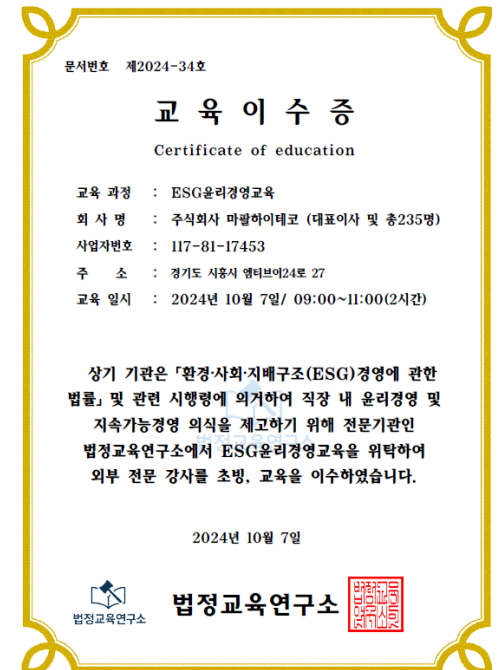 문서번호 제2024-34호
교 육 이 수 증
Certificate of education
교육 과정 : ESG윤리경영교육
회 사 명 : 주식회사 마팔하이테코 (대표이사 및 총235명)
사업자번호 : 117-81-17453
주 소 : 경기도 시흥시 엠티브이24로 27
교육 일시 : 2024년 10월 7일/ 09:00~11:00(2시간)
상기 기관은 「환경·사회·지배구조(ESG)경영에 관한
법률」 및 관련 시행령에 의거하여 직장 내 윤리경영 및
지속가능경영 의식을 제고하기 위해 전문기관인
법정교육연구소에서 ESG윤리경영교육을 위탁하여
외부 전문 강사를 초빙, 교육을 이수하였습니다.
법정교육연구소
2024년 10월 7일
법정교육연구소
법정교육연구소